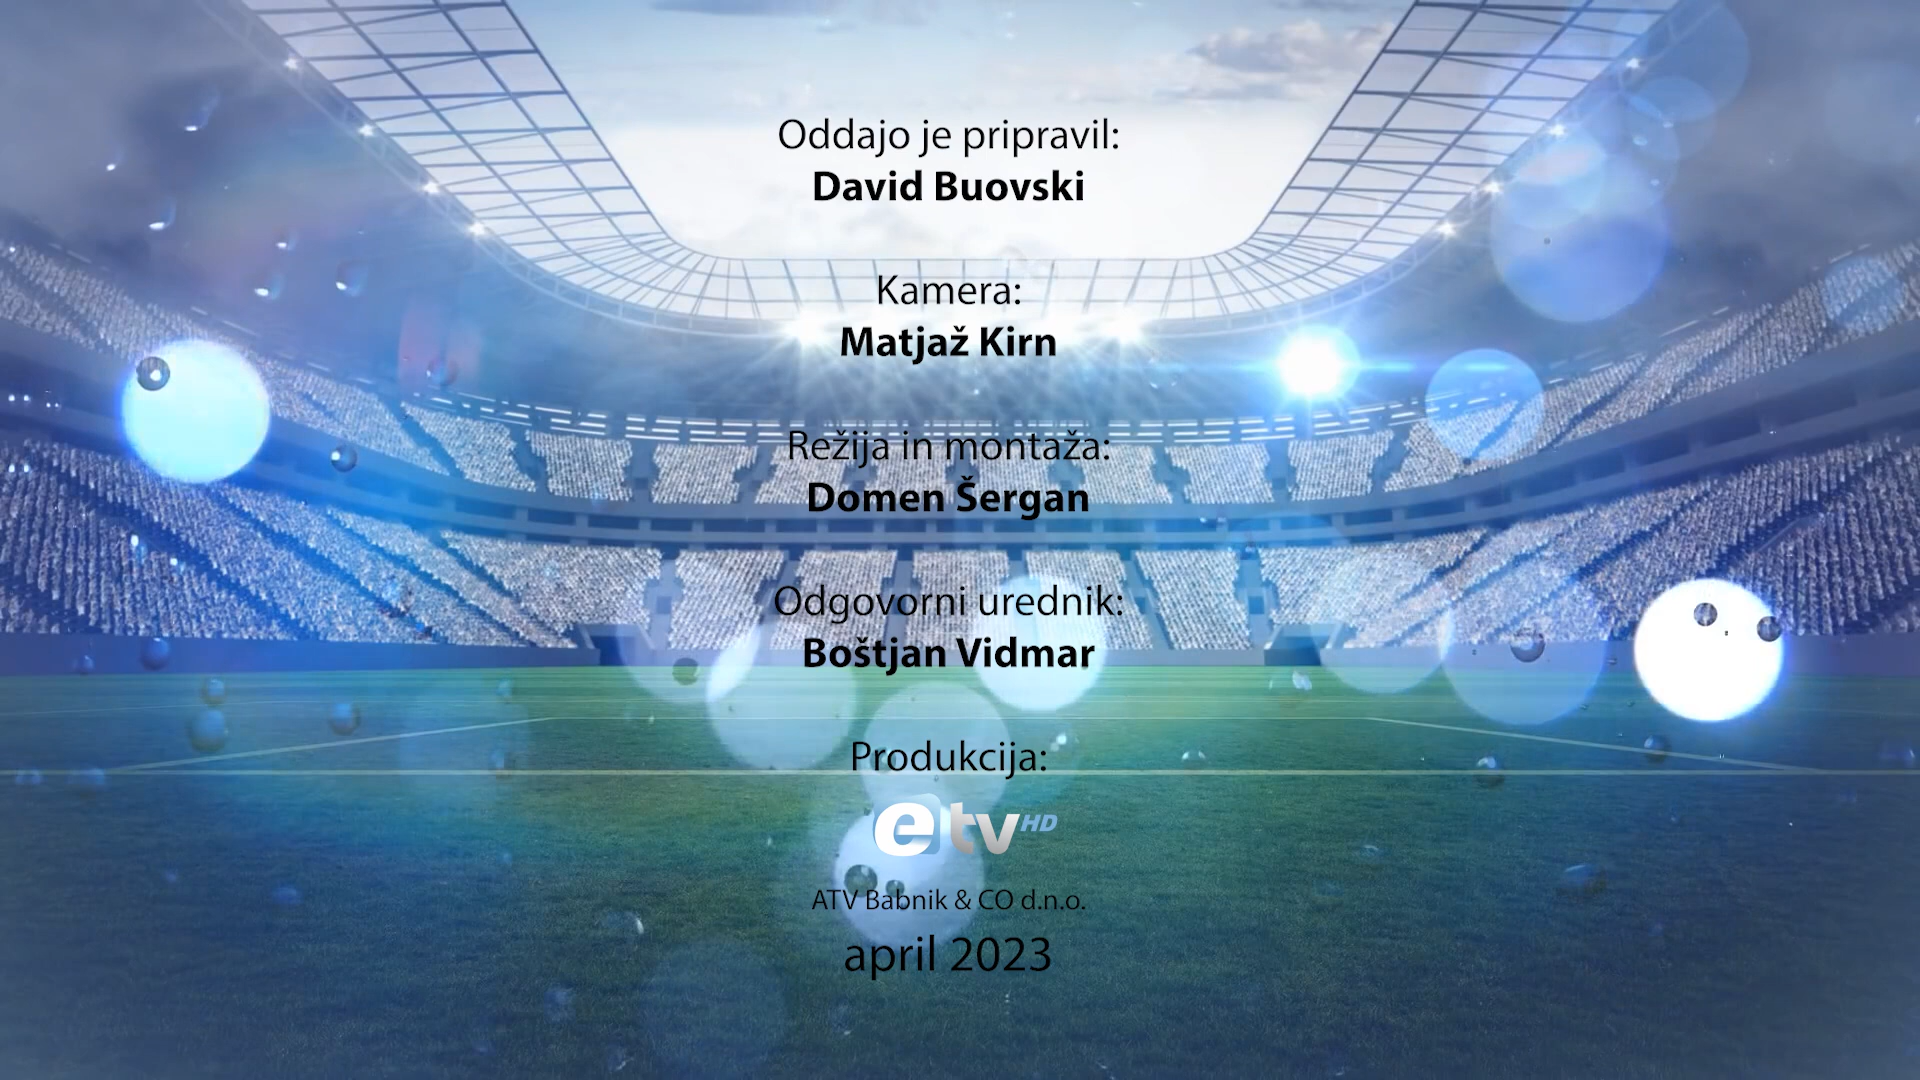 Oddajo je pripravil:
David Buovski
Kamera:
Matjaž Kirn
Režija in montaža:
Domen Šergan
Odgovorni urednik:
Boštjan Vidmar
Produkcija:
etv HD
ATV Babnik & CO d.n.o.
april 2023